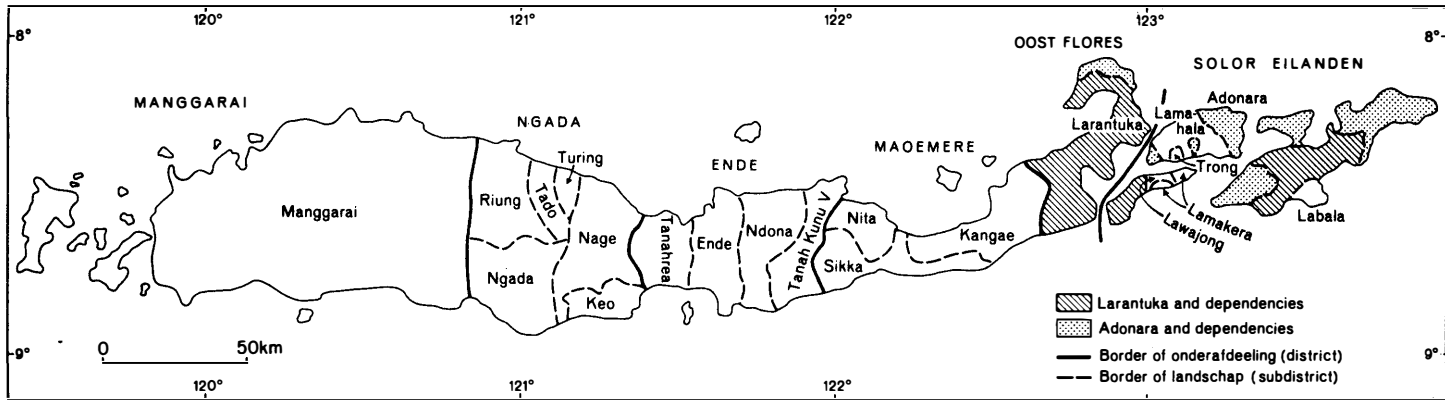 120° 121° 122° 123°
8° 8°
OOST FLORES
SOLOR EILANDEN
MANGGARAI
NGADA
ENDE
MAOEMERE
Adonara
Lama-
hala
Larantuka
Turing
Trong
Riung
Tado
Manggarai
Nage
Tanahrea
Ende
Ndona
Tanah Kunu V
Nita
Kangae
Sikka
Ngada
Keo
Lamakera
Lawajong
Labala
Larantuka and dependencies
Adonara and dependencies
Border of onderafdeeling (district)
Border of landschap (subdistrict)
0 50km
9° 9°
120° 121° 122° 123°